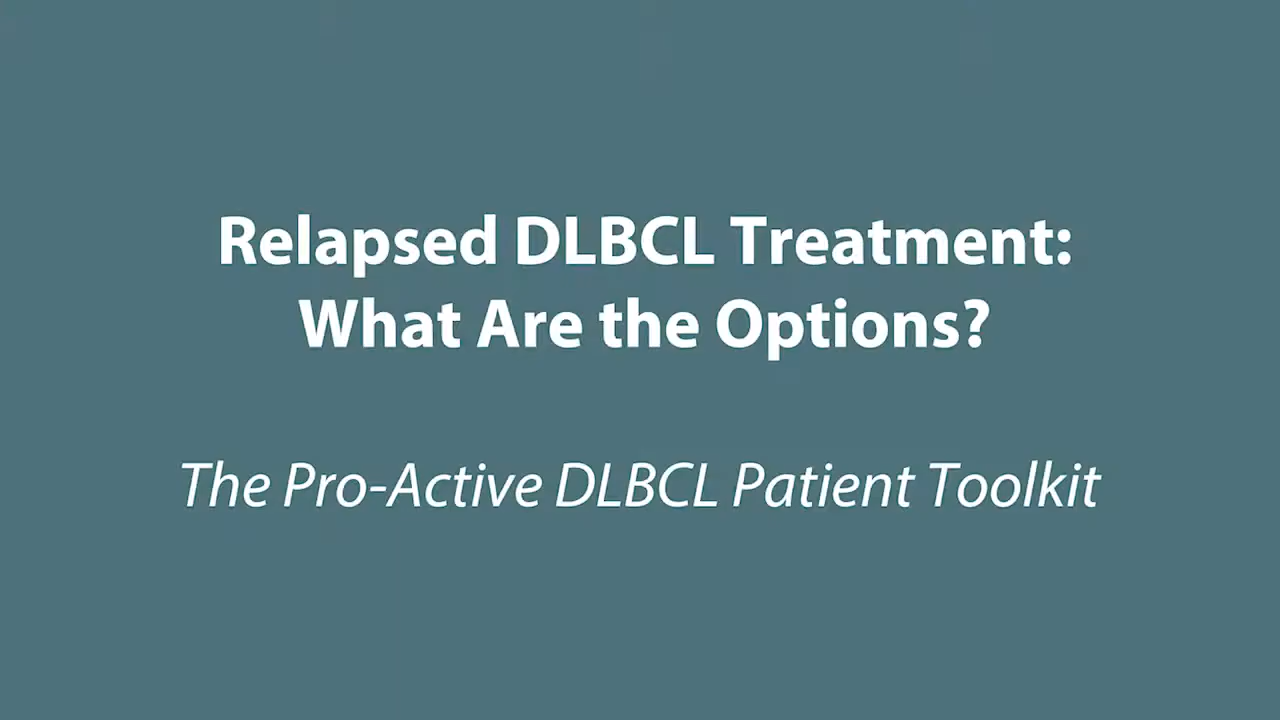 Relapsed DLBCL Treatment:
What Are the Options?
The Pro-Active DLBCL Patient Toolkit